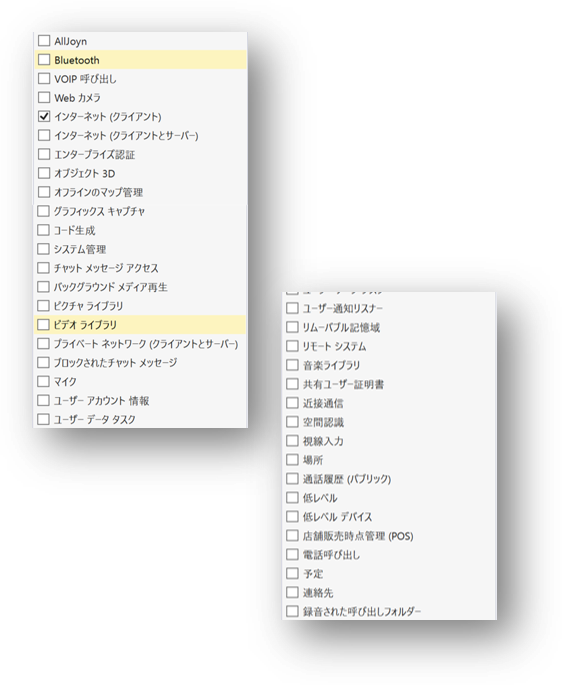 AllJoyn
Bluetooth
VOIP 呼び出し
Web カメラ
インターネット (クライアント)
インターネット (クライアントとサーバー)
エンタープライズ認証
オブジェクト 3D
オフラインのマップ管理
グラフィックス キャプチャ
コード生成
システム管理
チャット メッセージ アクセス
バックグラウンド メディア再生
ピクチャ ライブラリ
ビデオ ライブラリ
プライベート ネットワーク (クライアントとサーバー)
ブロックされたチャット メッセージ
マイク
ユーザー アカウント 情報
ユーザー データ タスク
ユーザー通知リスナー
リムーバブル記憶域
リモート システム
音楽ライブラリ
共有ユーザー証明書
近接通信
空間認識
視線入力
場所
通話履歴 (パブリック)
低レベル
低レベル デバイス
店舗販売時点管理 (POS)
電話呼び出し
予定
連絡先
録音された呼び出しフォルダー